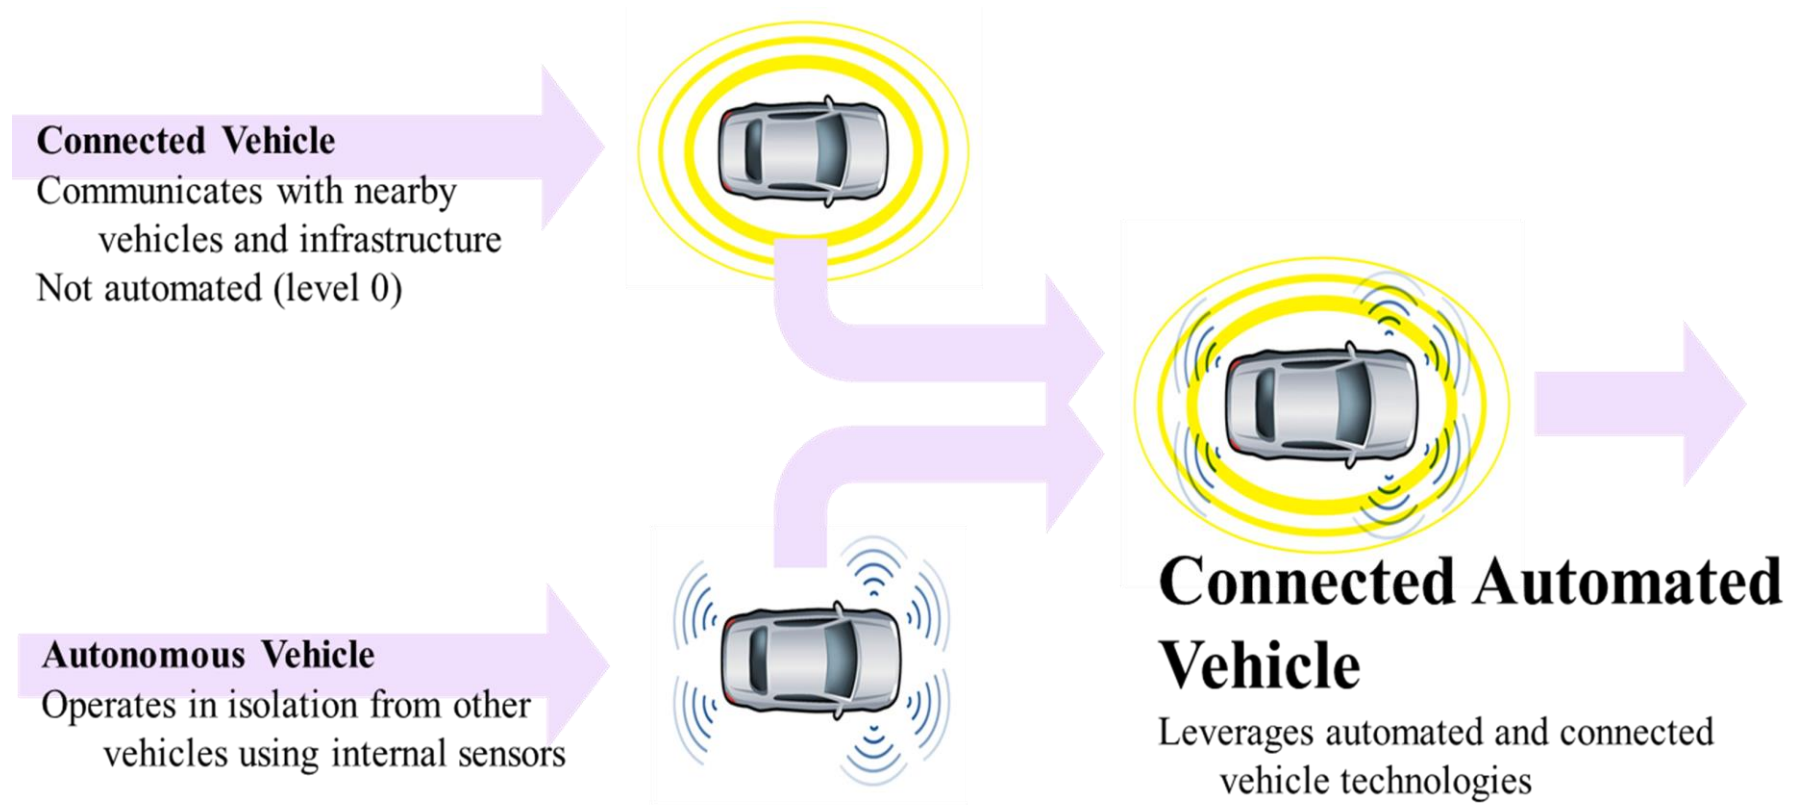 Connected Vehicle
Communicates with nearby
vehicles and infrastructure
Not automated (level 0)
Autonomous Vehicle
Operates in isolation from other
vehicles using internal sensors
Connected Automated
Vehicle
Leverages automated and connected
vehicle technologies